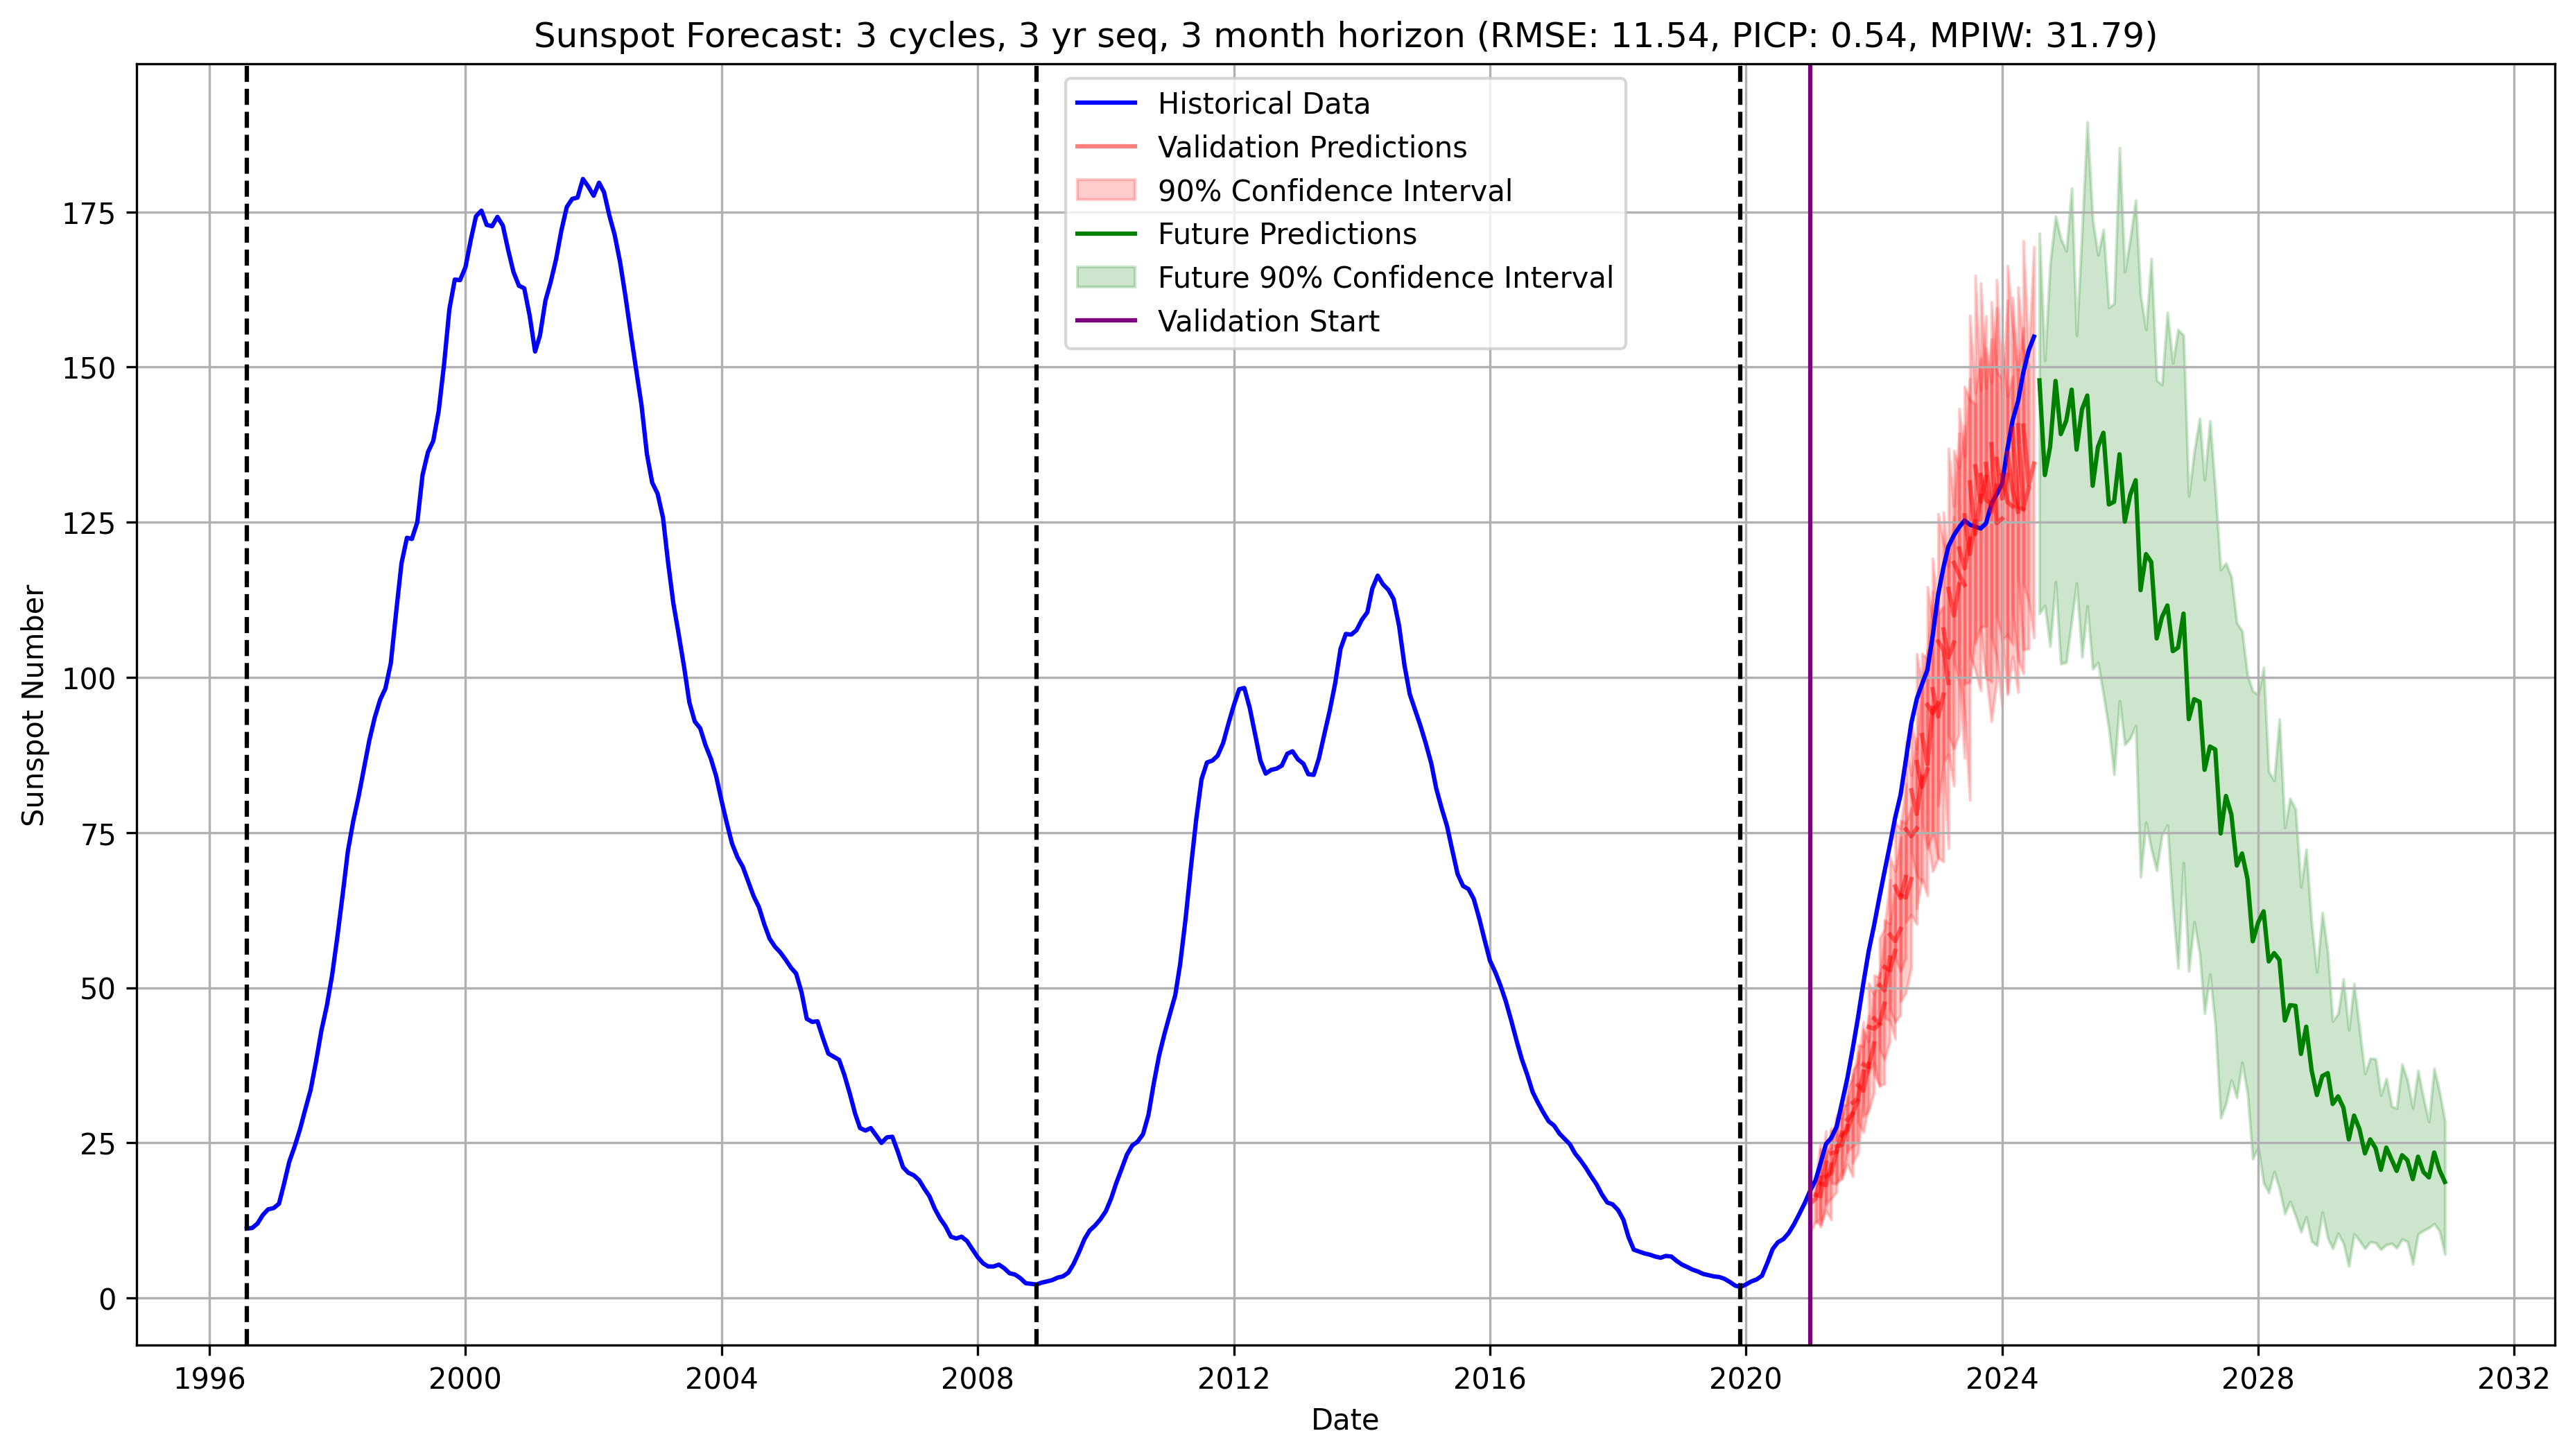 Sunspot Forecast: 3 cycles, 3 yr seq, 3 month horizon (RMSE: 11.54, PICP: 0.54, MPIW: 31.79)
Historical Data
Validation Predictions
90% Confidence Interval
Future Predictions
Future 90% Confidence Interval
Validation Start
Sunspot Number
175
150
125
100
75
50
25
0
1996 2000 2004 2008 2012 2016 2020 2024 2028 2032
Date